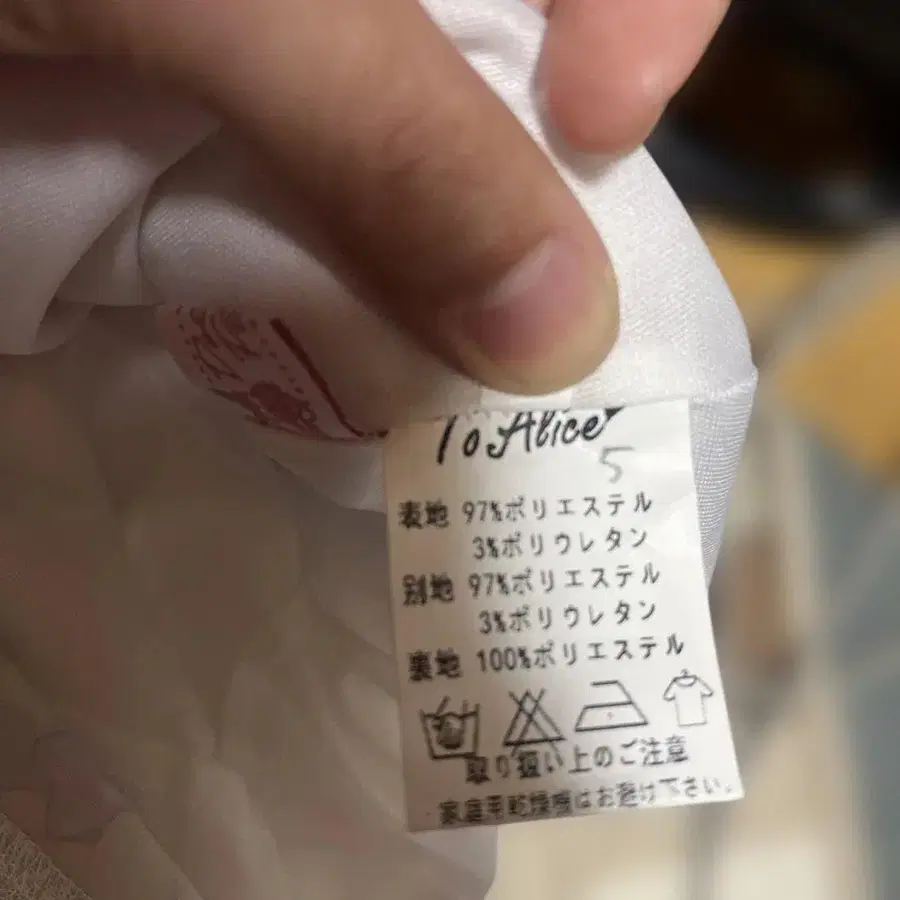 To Alice
5
表地 97%ポリエステル
3%ポリウレタン
別地 97%ポリエステル
3%ポリウレタン
裏地 100%ポリエステル
取り扱い上のご注意
家庭用乾燥機はお避け下さい。